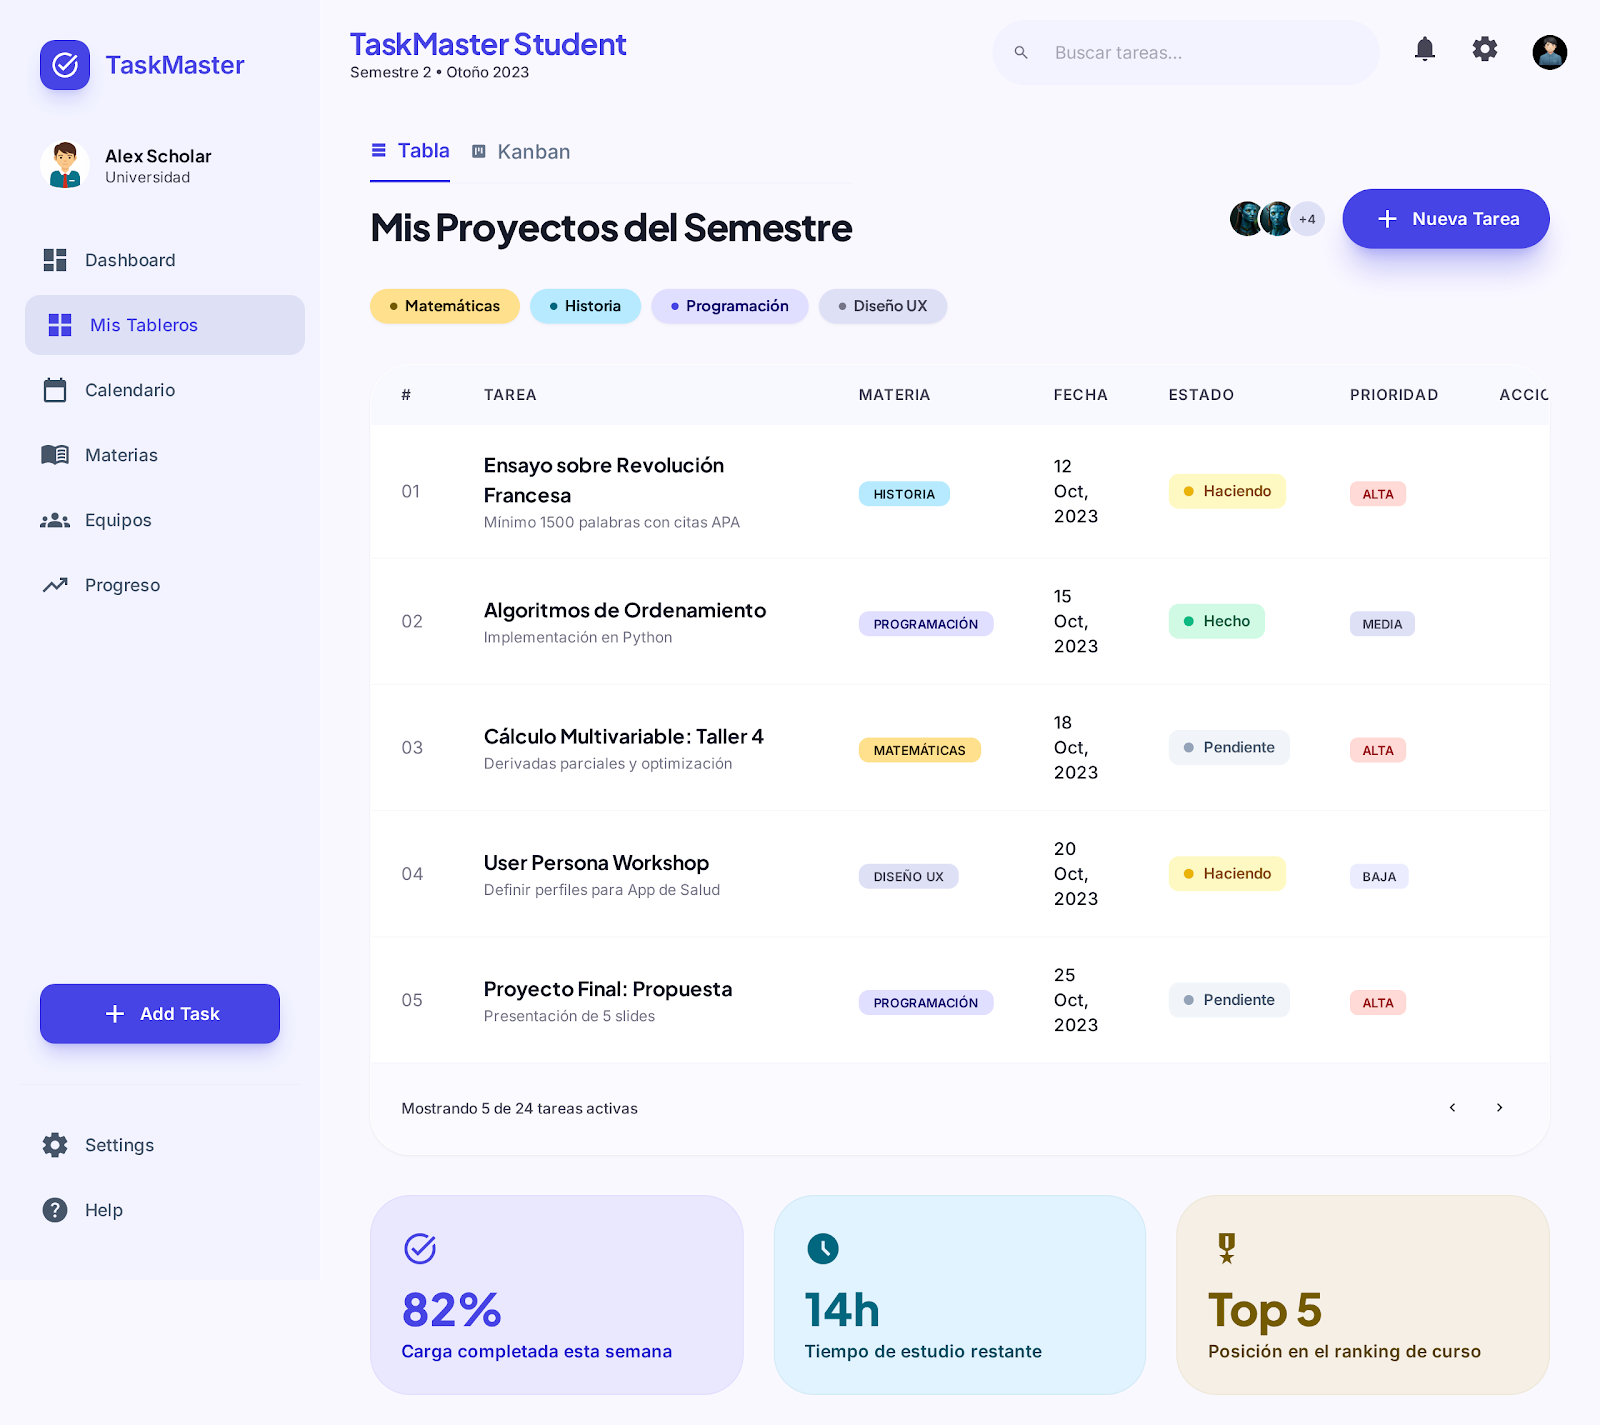 TaskMaster
Alex Scholar
Universidad
Dashboard
Mis Tableros
Calendario
Materias
Equipos
Progreso
Add Task
Settings
Help
TaskMaster Student
Semestre 2 • Otoño 2023
Buscar tareas...
Tabla
Kanban
Mis Proyectos del Semestre
+4
Nueva Tarea
Matemáticas
Historia
Programación
Diseño UX
# TAREA MATERIA FECHA ESTADO PRIORIDAD ACCIO
01
Ensayo sobre Revolución
Francesa
Mínimo 1500 palabras con citas APA
HISTORIA
12
Oct,
2023
Haciendo
ALTA
02
Algoritmos de Ordenamiento
Implementación en Python
PROGRAMACIÓN
15
Oct,
2023
Hecho
MEDIA
03
Cálculo Multivariable: Taller 4
Derivadas parciales y optimización
MATEMÁTICAS
18
Oct,
2023
Pendiente
ALTA
04
User Persona Workshop
Definir perfiles para App de Salud
DISEÑO UX
20
Oct,
2023
Haciendo
BAJA
05
Proyecto Final: Propuesta
Presentación de 5 slides
PROGRAMACIÓN
25
Oct,
2023
Pendiente
ALTA
Mostrando 5 de 24 tareas activas
82%
Carga completada esta semana
14h
Tiempo de estudio restante
Top 5
Posición en el ranking de curso